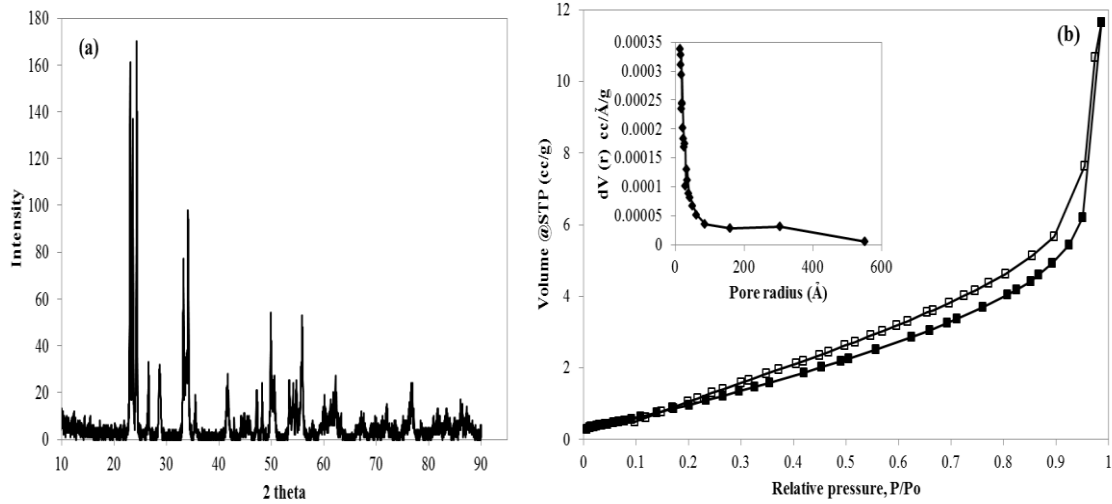 180
160
140
120
100
80
60
40
20
0
Intensity
(a)
10 20 30 40 50 60 70 80 90
2 theta
12
10
8
6
4
2
0
Volume @STP (cc/g)
(b)
0.00035
0.0003
0.00025
0.0002
0.00015
0.0001
0.00005
0
dV (r) cc/Å/g
0 200 400 600
Pore radius (Å)
0 0.1 0.2 0.3 0.4 0.5 0.6 0.7 0.8 0.9 1
Relative pressure, P/Po